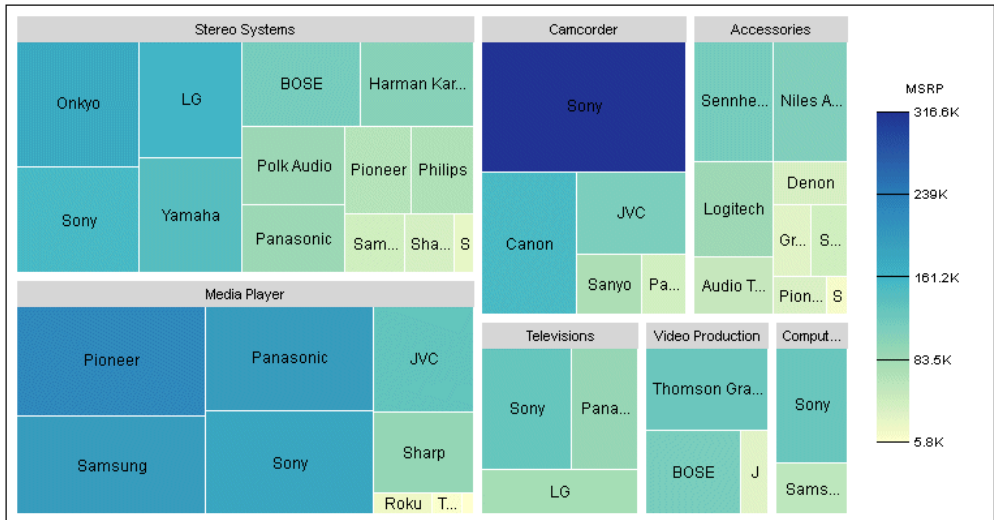 Stereo Systems
Onkyo
LG
BOSE
Harman Kar...
Sony
Yamaha
Polk Audio
Pioneer
Philips
Panasonic
Sam...
Sha...
S
Camcorder
Sony
Canon
JVC
Sanyo
Pa...
Accessories
Sennhe...
Niles A...
Logitech
Denon
Gr...
S...
Audio T...
Pion...
S
Media Player
Pioneer
Panasonic
JVC
Samsung
Sony
Sharp
Roku
T...
Televisions
Sony
Pana...
LG
Video Production
Thomson Gra...
BOSE
J
Comput...
Sony
Sams...
MSRP
316.6K
239K
161.2K
83.5K
5.8K